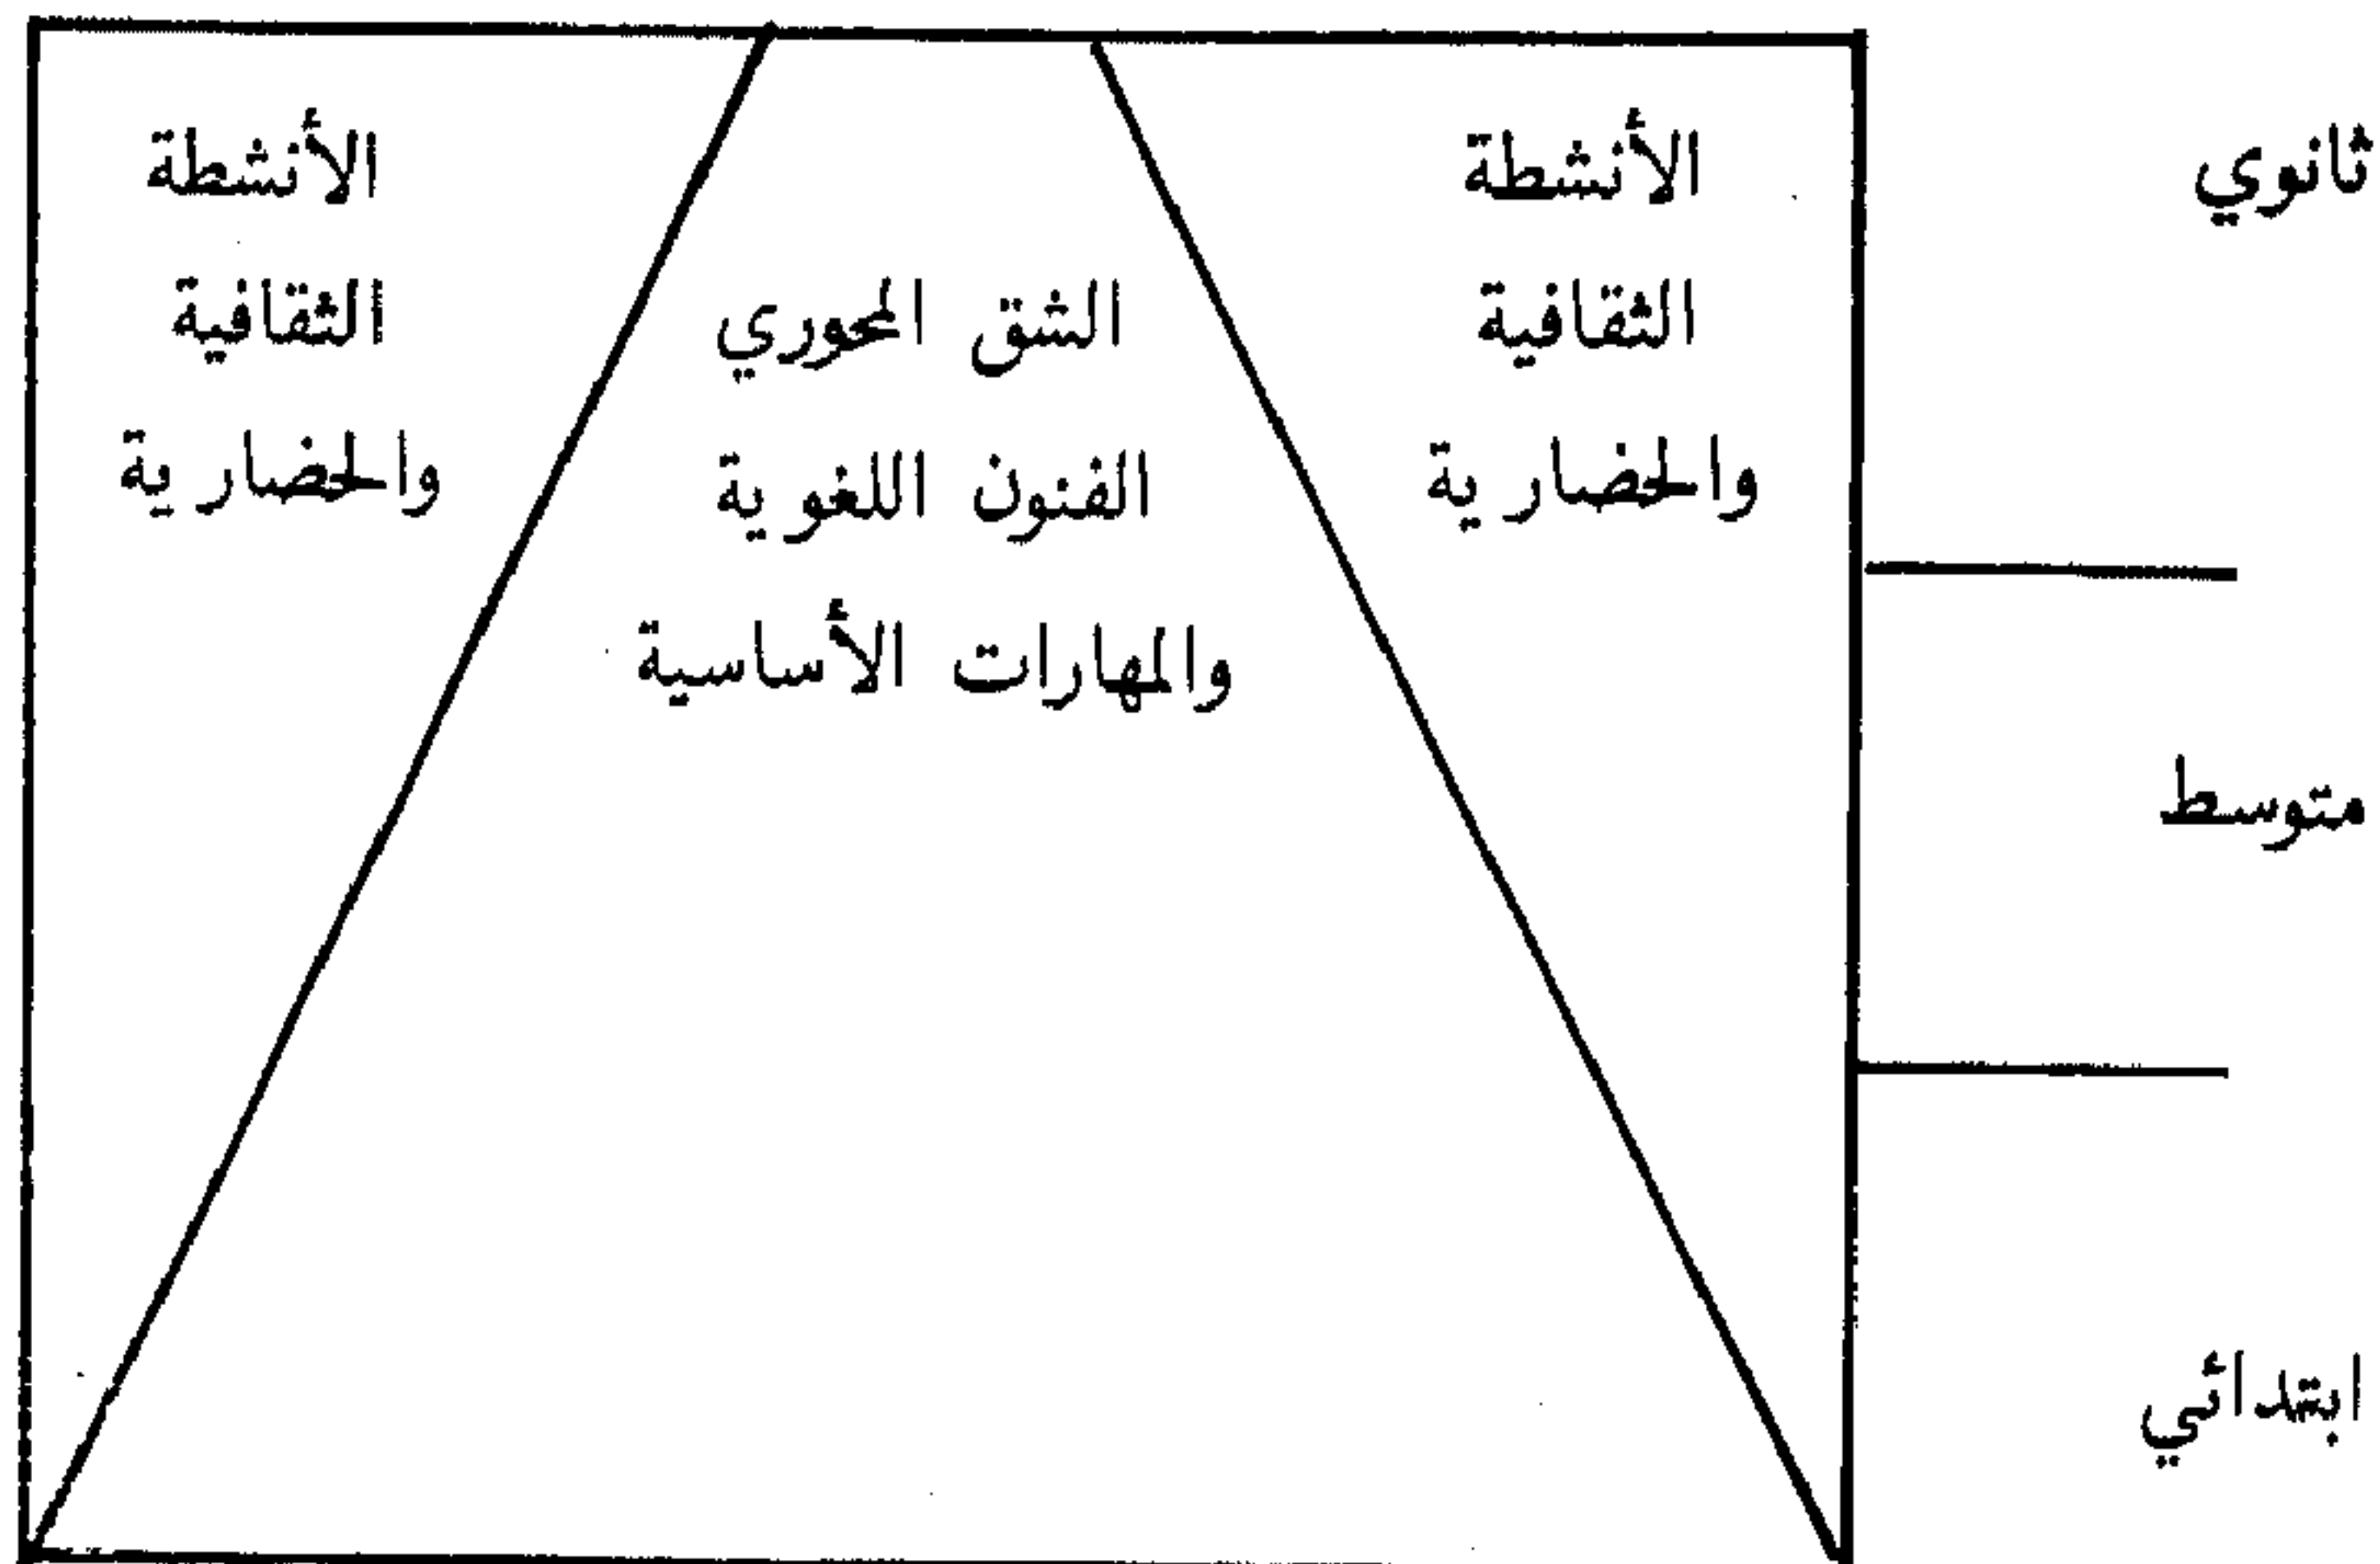 ثانوي
متوسط
ابتدائي
الأنشطة
الثقافية
والحضارية
الشق المحوري
الفنون اللغوية
والمهارات الأساسية
الأنشطة
الثقافية
والحضارية